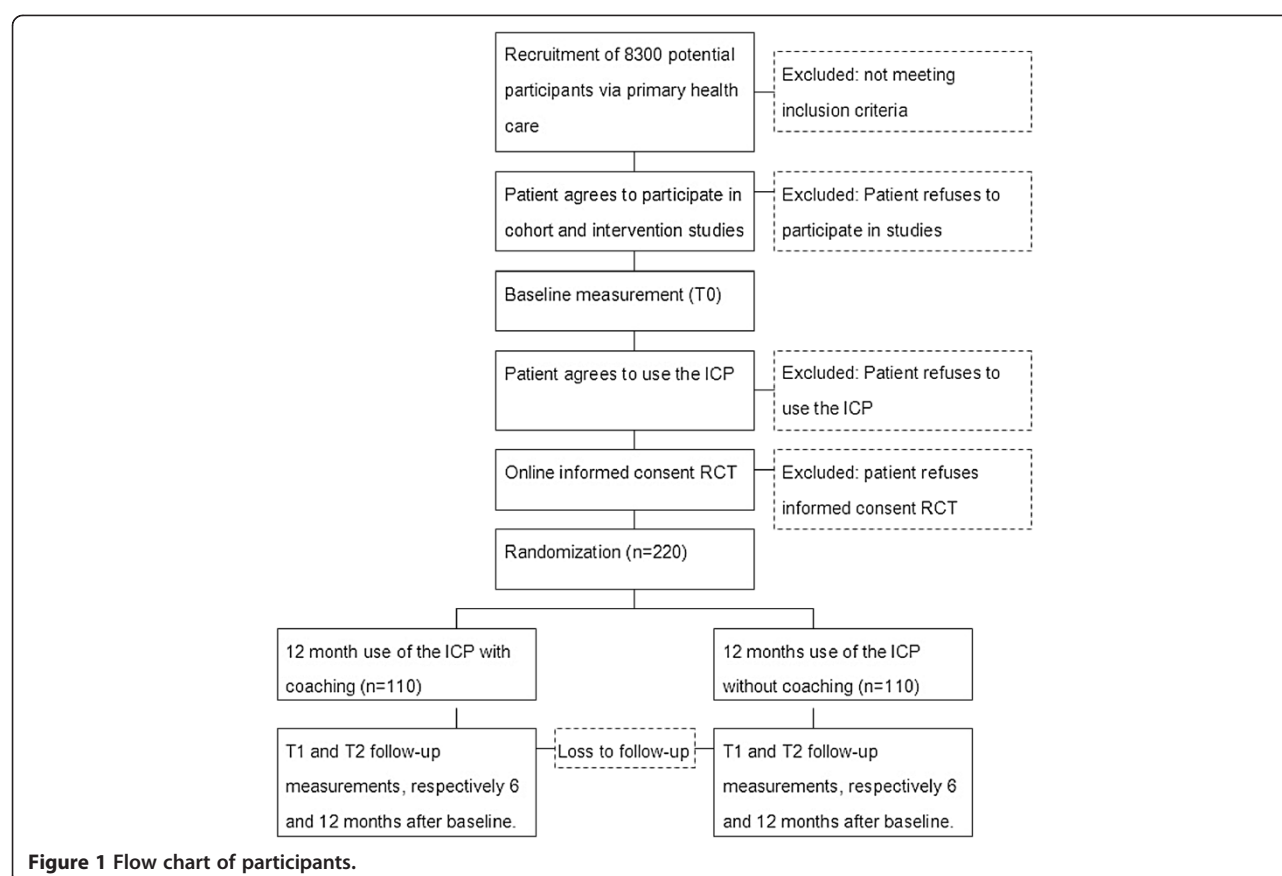 Recruitment of 8300 potential
participants via primary health
care
Excluded: not meeting
inclusion criteria
Patient agrees to participate in
cohort and intervention studies
Excluded: Patient refuses to
participate in studies
Baseline measurement (T0)
Patient agrees to use the ICP
Excluded: Patient refuses to
use the ICP
Online informed consent RCT
Excluded: patient refuses
informed consent RCT
Randomization (n=220)
12 month use of the ICP with
coaching (n=110)
12 months use of the ICP
without coaching (n=110)
T1 and T2 follow-up
measurements, respectively 6
and 12 months after baseline.
Loss to follow-up
T1 and T2 follow-up
measurements, respectively 6
and 12 months after baseline.
Figure 1 Flow chart of participants.